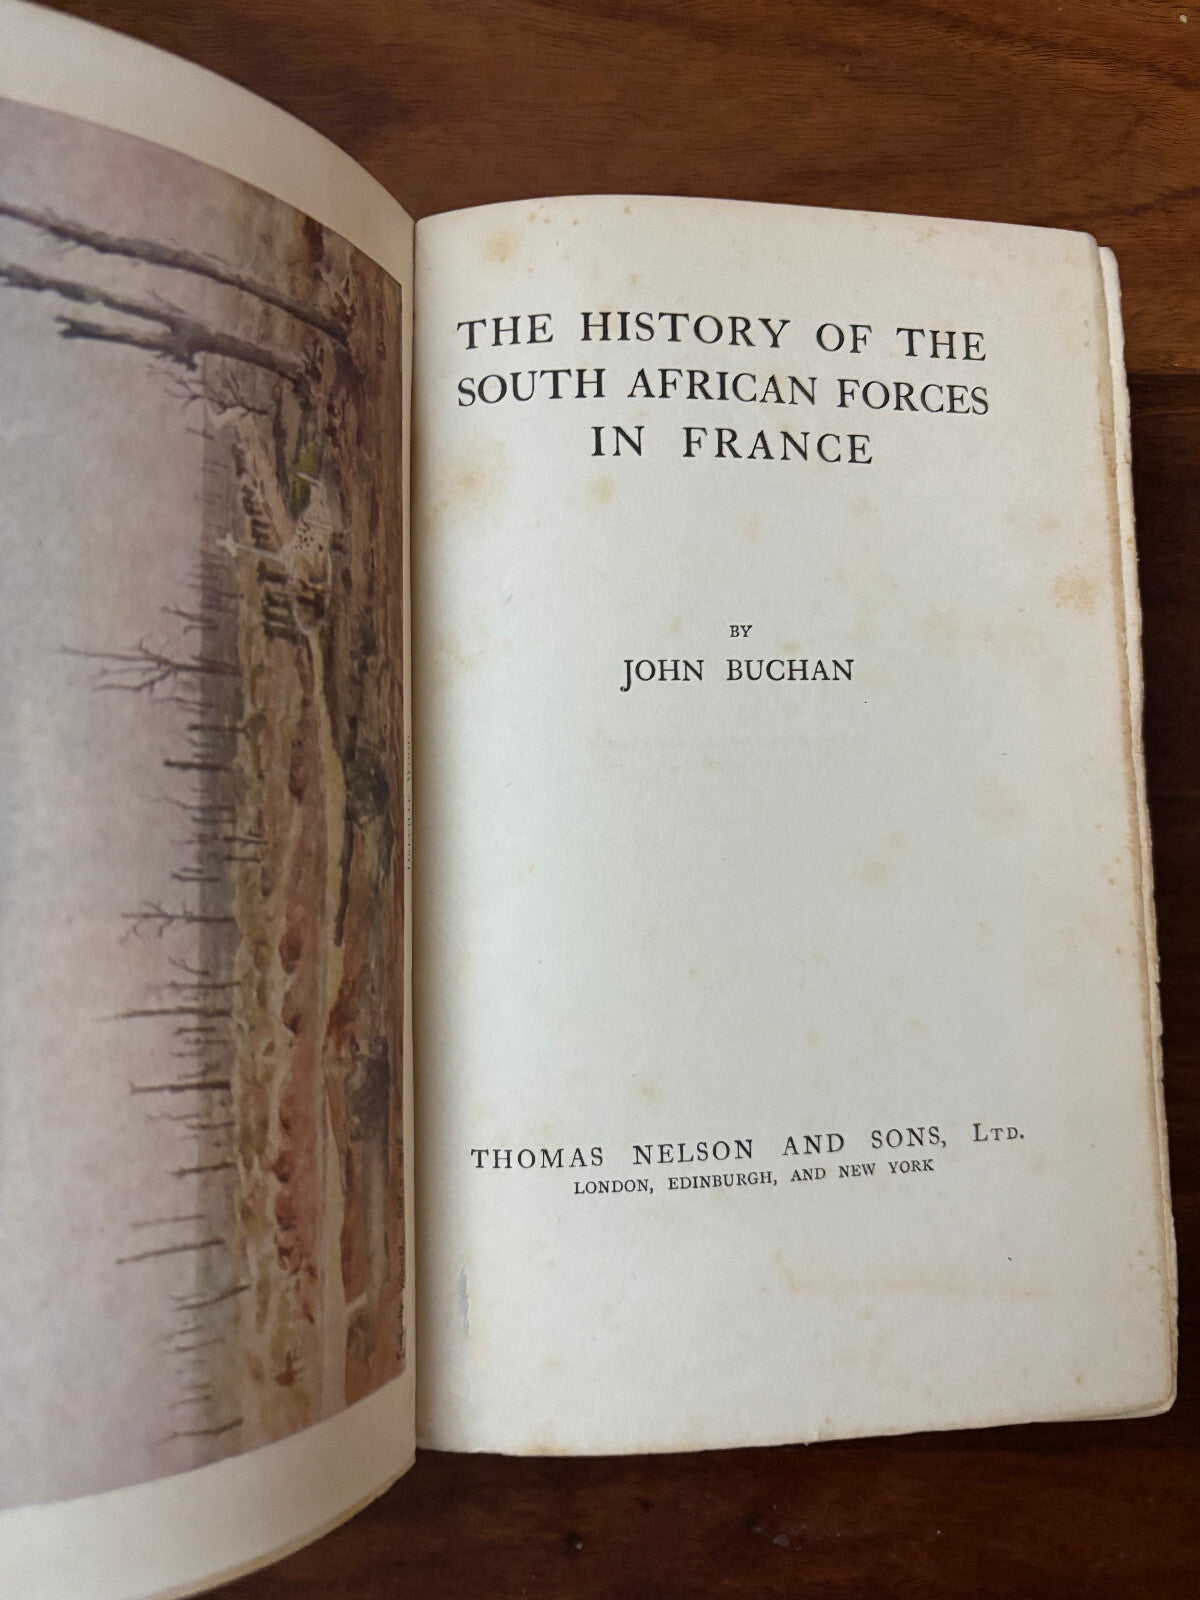 THE HISTORY OF THE
SOUTH AFRICAN FORCES
IN FRANCE
BY
JOHN BUCHAN
THOMAS NELSON AND SONS, LTD.
LONDON, EDINBURGH, AND NEW YORK